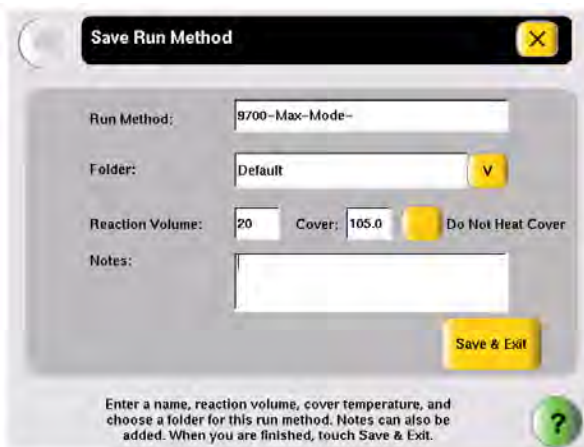 Save Run Method
X
Run Method: 9700-Max-Mode-
Folder: Default V
Reaction Volume: 20 Cover: 105.0 Do Not Heat Cover
Notes:
Save & Exit
Enter a name, reaction volume, cover temperature, and
choose a folder for this run method. Notes can also be
added. When you are finished, touch Save & Exit.
?